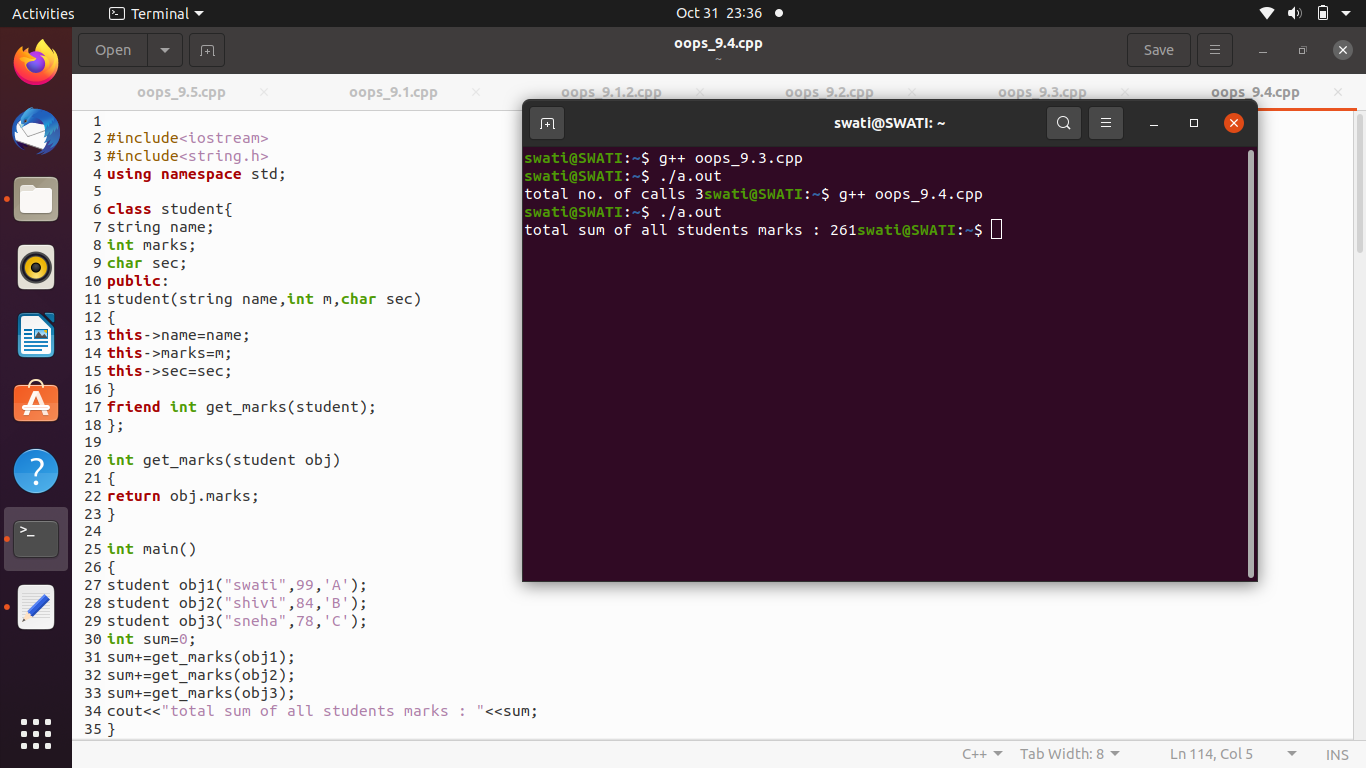 Activities Terminal Oct 31 23:36
Open oops_9.4.cpp Save
~
oops_9.5.cpp oops_9.1.cpp oops_9.1.2.cpp oops_9.2.cpp oops_9.3.cpp oops_9.4.cpp
1
2 #include<iostream>
3 #include<string.h>
4 using namespace std;
5
6 class student{
7 string name;
8 int marks;
9 char sec;
10 public:
11 student(string name,int m,char sec)
12 {
13 this->name=name;
14 this->marks=m;
15 this->sec=sec;
16 }
17 friend int get_marks(student);
18 };
19
20 int get_marks(student obj)
21 {
22 return obj.marks;
23 }
24
25 int main()
26 {
27 student obj1("swati",99,'A');
28 student obj2("shivi",84,'B');
29 student obj3("sneha",78,'C');
30 int sum=0;
31 sum+=get_marks(obj1);
32 sum+=get_marks(obj2);
33 sum+=get_marks(obj3);
34 cout<<"total sum of all students marks : "<<sum;
35 }
swati@SWATI: ~
swati@SWATI:~$ g++ oops_9.3.cpp
swati@SWATI:~$ ./a.out
total no. of calls 3swati@SWATI:~$ g++ oops_9.4.cpp
swati@SWATI:~$ ./a.out
total sum of all students marks : 261swati@SWATI:~$
C++ Tab Width: 8 Ln 114, Col 5 INS